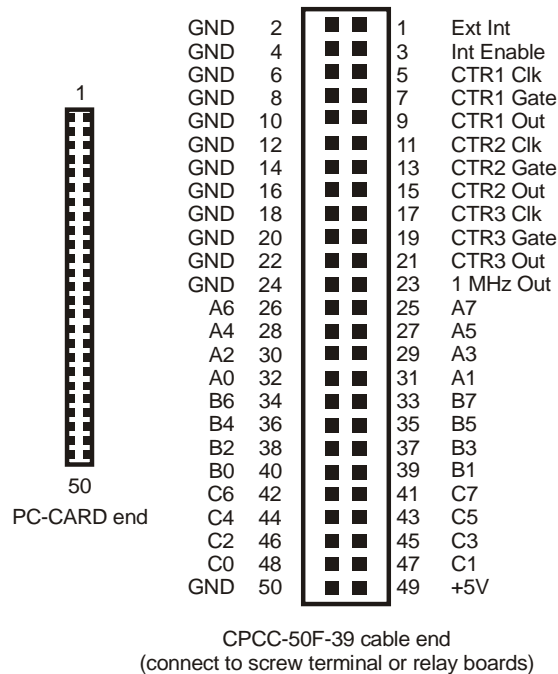 GND 2 1 Ext Int
GND 4 3 Int Enable
GND 6 5 CTR1 Clk
GND 8 7 CTR1 Gate
GND 10 9 CTR1 Out
GND 12 11 CTR2 Clk
GND 14 13 CTR2 Gate
GND 16 15 CTR2 Out
GND 18 17 CTR3 Clk
GND 20 19 CTR3 Gate
GND 22 21 CTR3 Out
GND 24 23 1 MHz Out
A6 26 25 A7
A4 28 27 A5
A2 30 29 A3
A0 32 31 A1
B6 34 33 B7
B4 36 35 B5
B2 38 37 B3
B0 40 39 B1
C6 42 41 C7
C4 44 43 C5
C2 46 45 C3
C0 48 47 C1
GND 50 49 +5V
1
50
PC-CARD end
CPCC-50F-39 cable end
(connect to screw terminal or relay boards)